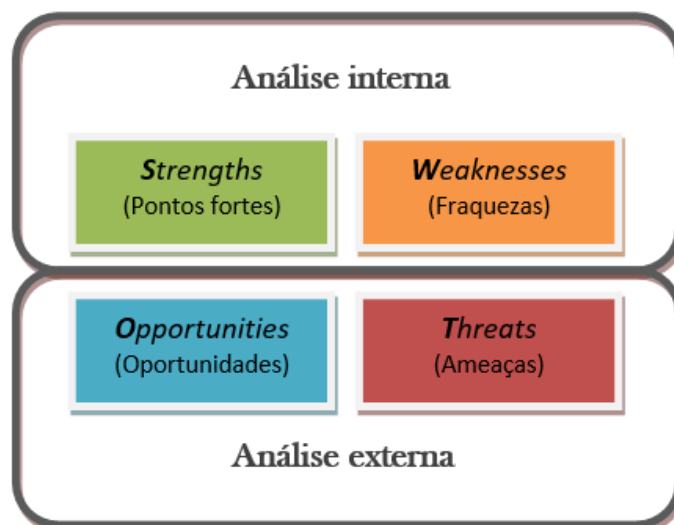 Análise interna
Strengths
(Pontos fortes)
Weaknesses
(Fraquezas)
Opportunities
(Oportunidades)
Threats
(Ameaças)
Análise externa